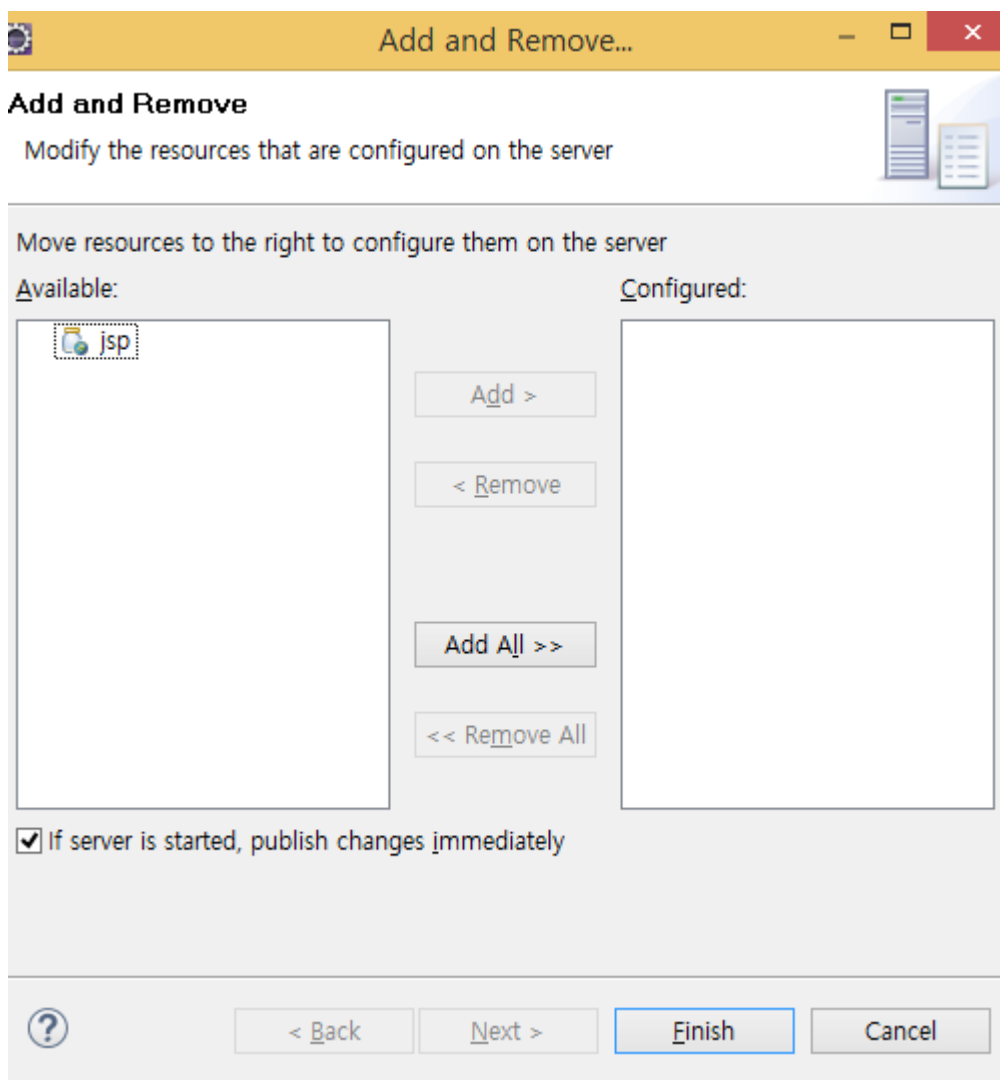 Add and Remove...
Add and Remove
Modify the resources that are configured on the server
Move resources to the right to configure them on the server
Available:
Configured:
jsp
Add >
< Remove
Add All >>
<< Remove All
If server is started, publish changes immediately
?
< Back
Next >
Finish
Cancel